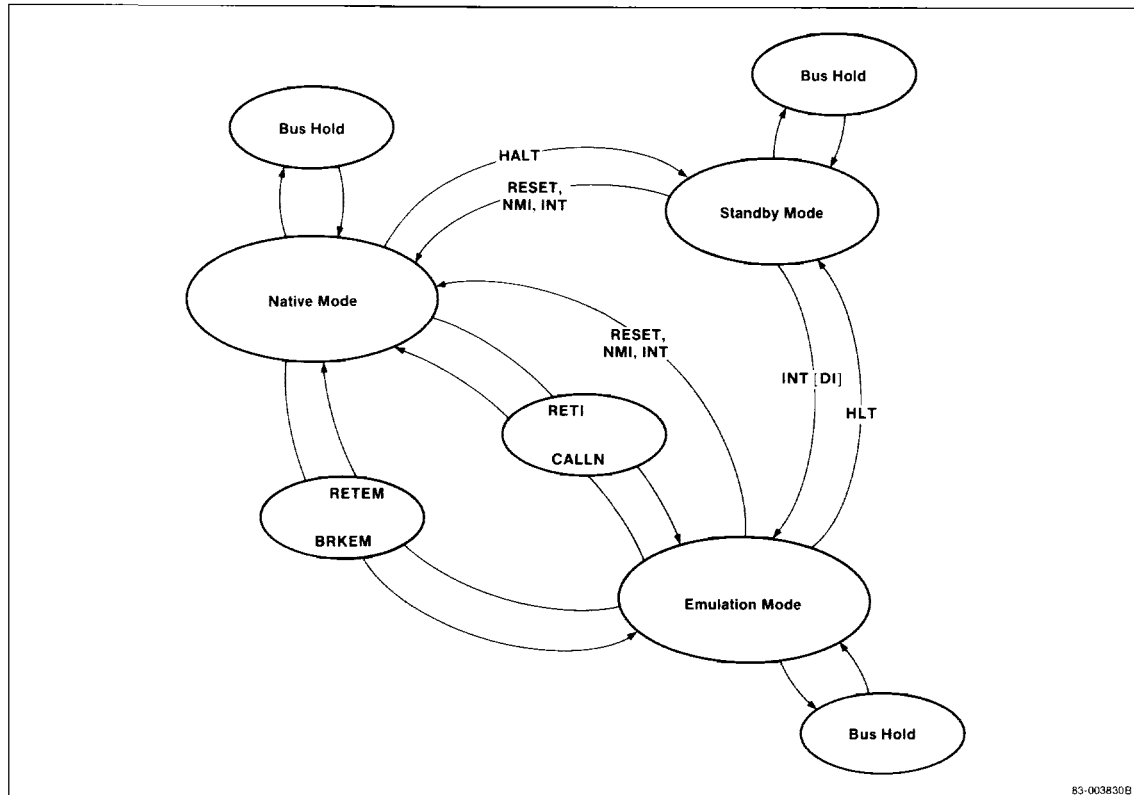 Bus Hold
Bus Hold
HALT
RESET,
NMI, INT
Standby Mode
Native Mode
RESET,
NMI, INT
INT [DI]
HLT
RETI
CALLN
RETEM
BRKEM
Emulation Mode
Bus Hold
83-003830B